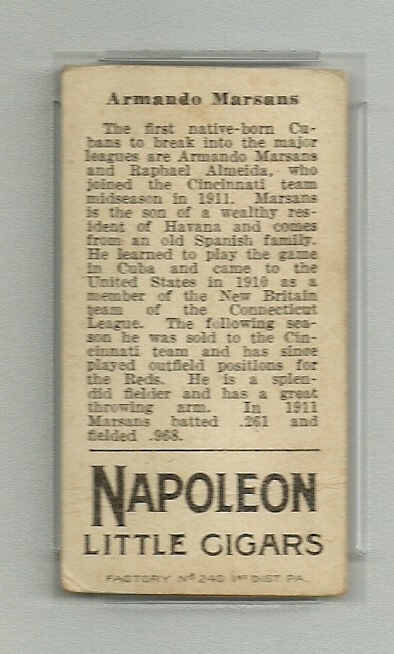 Armando Marsans
The first native-born Cu-
bans to break into the major
leagues are Armando Marsans
and Raphael Almeida, who
joined the Cincinnati team
midseason in 1911. Marsans
is the son of a wealthy res-
ident of Havana and comes
from an old Spanish family.
He learned to play the game
in Cuba and came to the
United States in 1910 as a
member of the New Britain
team of the Connecticut
League. The following sea-
son he was sold to the Cin-
cinnati team and has since
played outfield positions for
the Reds. He is a splen-
did fielder and has a great
throwing arm. In 1911
Marsans batted .261 and
fielded .968.
NAPOLEON
LITTLE CIGARS
FACTORY Nº 240 1ST DIST. PA.